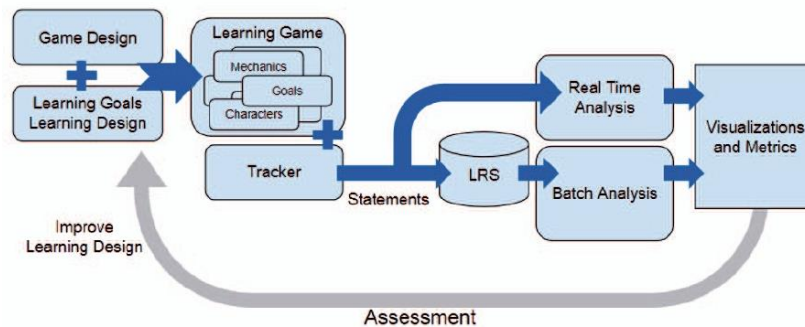 Game Design
Learning Goals
Learning Design
Learning Game
Mechanics
Goals
Characters
Tracker
Statements
LRS
Real Time
Analysis
Batch Analysis
Visualizations
and Metrics
Improve
Learning Design
Assessment